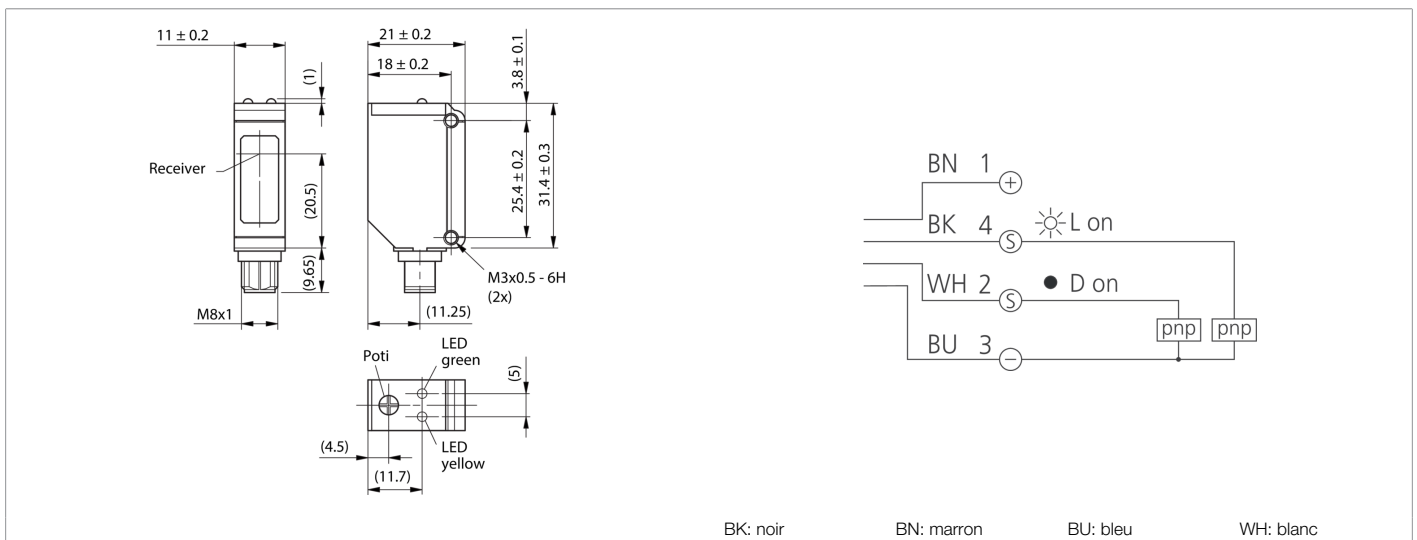 11 ± 0.2
(1)
Receiver
(20.5)
(9.65)
M8x1
21 ± 0.2
18 ± 0.2
3.8 ± 0.1
25.4 ± 0.2
31.4 ± 0.3
M3x0.5 - 6H
(2x)
(11.25)
Poti
LED
green
(5)
LED
yellow
(4.5)
(11.7)
BN 1 +
BK 4 S L on
WH 2 S D on
pnp pnp
BU 3 −
BK: noir BN: marron BU: bleu WH: blanc